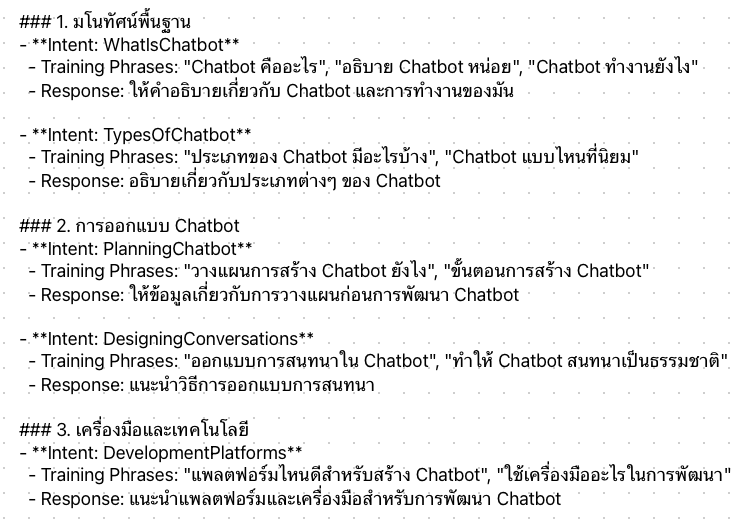 ### 1. มโนทัศน์พื้นฐาน
- **Intent: WhatIsChatbot**
- Training Phrases: "Chatbot คืออะไร", "อธิบาย Chatbot หน่อย", "Chatbot ทำงานยังไง"
- Response: ให้คำอธิบายเกี่ยวกับ Chatbot และการทำงานของมัน
- **Intent: TypesOfChatbot**
- Training Phrases: "ประเภทของ Chatbot มีอะไรบ้าง", "Chatbot แบบไหนที่นิยม"
- Response: อธิบายเกี่ยวกับประเภทต่างๆ ของ Chatbot
### 2. การออกแบบ Chatbot
- **Intent: PlanningChatbot**
- Training Phrases: "วางแผนการสร้าง Chatbot ยังไง", "ขั้นตอนการสร้าง Chatbot"
- Response: ให้ข้อมูลเกี่ยวกับการวางแผนก่อนการพัฒนา Chatbot
- **Intent: DesigningConversations**
- Training Phrases: "ออกแบบการสนทนาใน Chatbot", "ทำให้ Chatbot สนทนาเป็นธรรมชาติ"
- Response: แนะนำวิธีการออกแบบการสนทนา
### 3. เครื่องมือและเทคโนโลยี
- **Intent: DevelopmentPlatforms**
- Training Phrases: "แพลตฟอร์มไหนดีสำหรับสร้าง Chatbot", "ใช้เครื่องมืออะไรในการพัฒนา"
- Response: แนะนำแพลตฟอร์มและเครื่องมือสำหรับการพัฒนา Chatbot